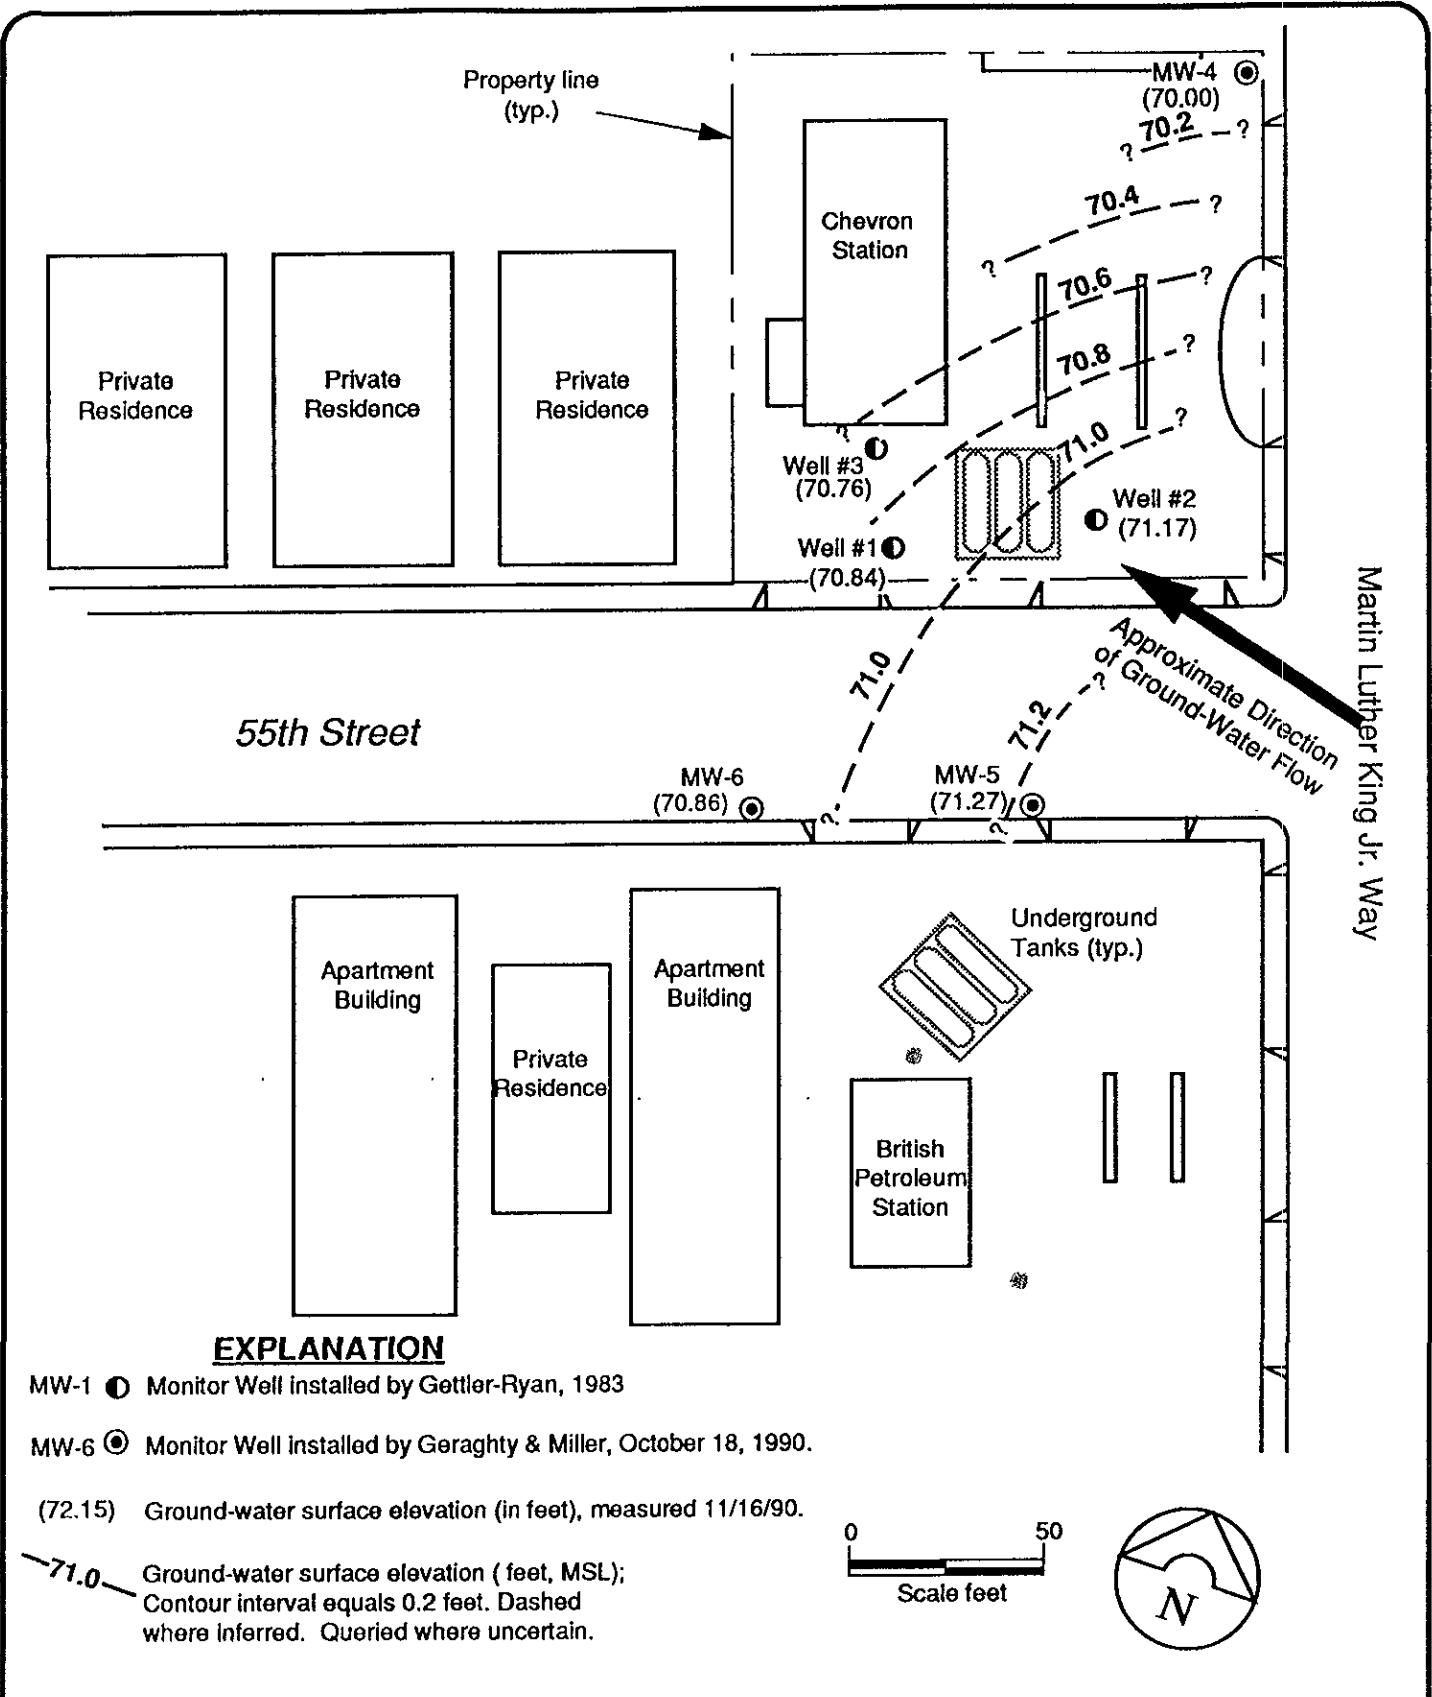 Property line
(typ.)
MW-4
(70.00)
? 70.2 ?
70.4 ?
?
Chevron
Station
70.6 ?
70.8 ?
71.0 ?
?
Private
Residence
Private
Residence
Private
Residence
Well #3
(70.76)
Well #2
(71.17)
Well #1
(70.84)
Approximate Direction
of Ground-Water Flow
Martin Luther King Jr. Way
71.0
71.2 ?
55th Street
MW-6
(70.86)
MW-5
(71.27)
?
?
Underground
Tanks (typ.)
Apartment
Building
Private
Residence
Apartment
Building
British
Petroleum
Station
EXPLANATION
MW-1 Monitor Well installed by Gettler-Ryan, 1983
MW-6 Monitor Well installed by Geraghty & Miller, October 18, 1990.
(72.15) Ground-water surface elevation (in feet), measured 11/16/90.
71.0 Ground-water surface elevation ( feet, MSL);
Contour interval equals 0.2 feet. Dashed
where inferred. Queried where uncertain.
0 50
Scale feet
N